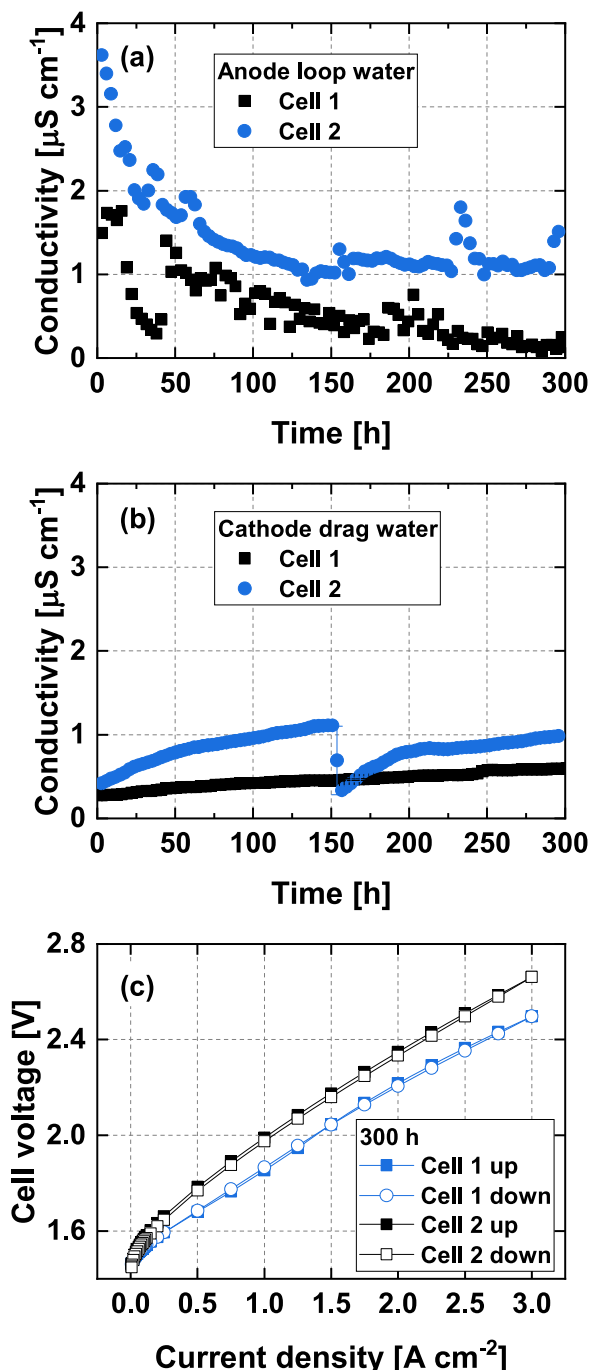 (a)
Anode loop water
Cell 1
Cell 2
Conductivity [µS cm⁻¹]
4
3
2
1
0
0 50 100 150 200 250 300
Time [h]
(b)
Cathode drag water
Cell 1
Cell 2
Conductivity [µS cm⁻¹]
4
3
2
1
0
0 50 100 150 200 250 300
Time [h]
(c)
Cell voltage [V]
2.8
2.4
2.0
1.6
1.2
300 h
Cell 1 up
Cell 1 down
Cell 2 up
Cell 2 down
0.0 0.5 1.0 1.5 2.0 2.5 3.0
Current density [A cm⁻²]